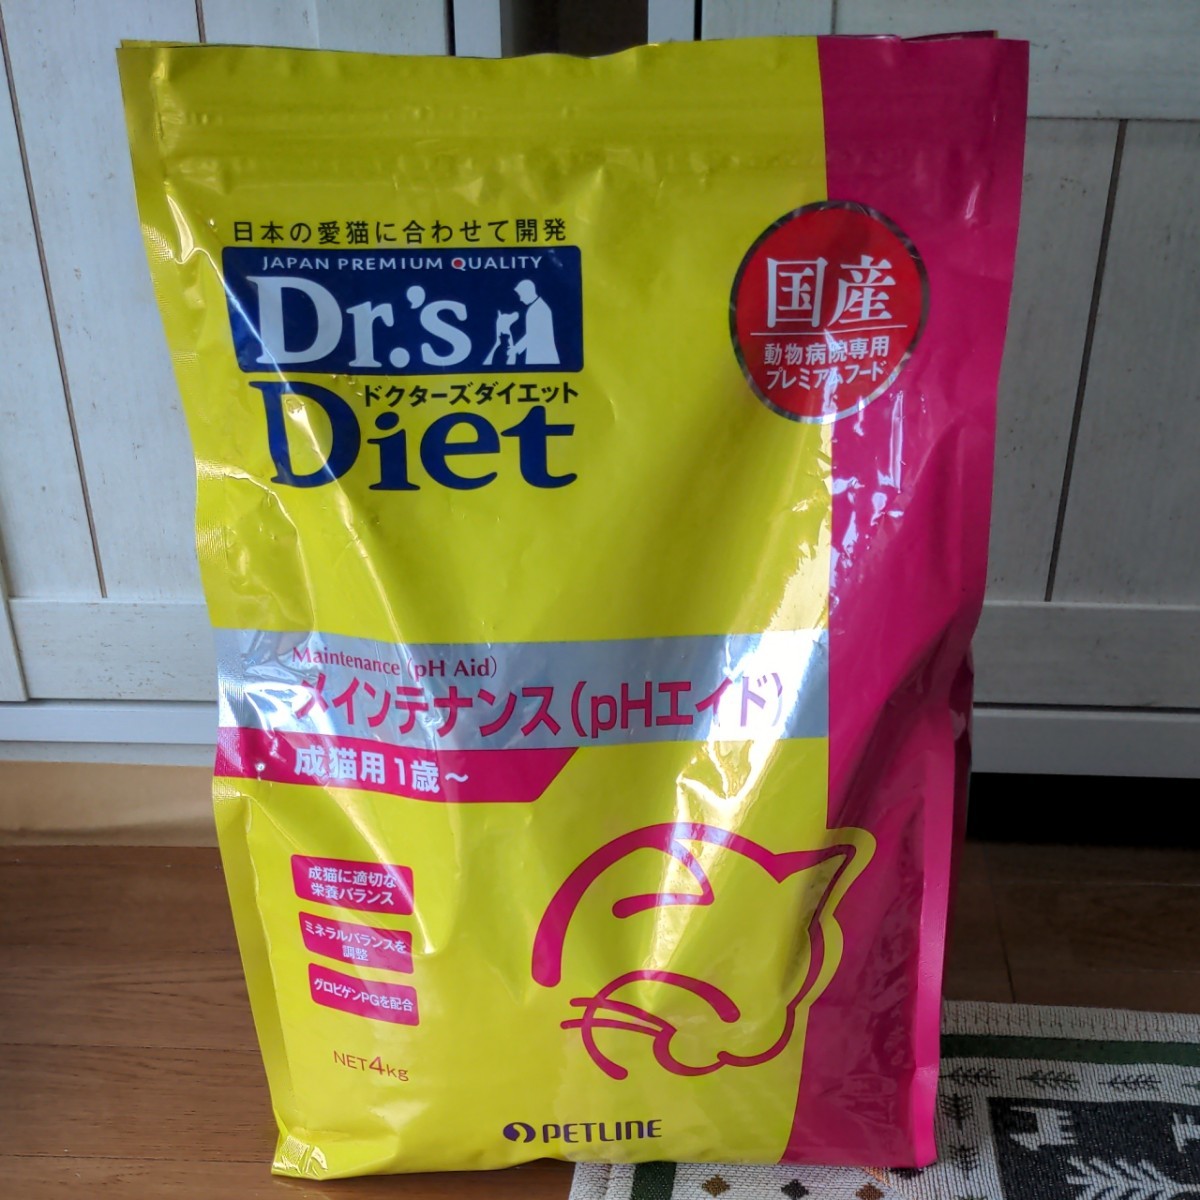 日本の愛猫に合わせて開発
JAPAN PREMIUM QUALITY
Dr.'s
ドクターズダイエット
Diet
国産
動物病院専用
プレミアムフード
Maintenance (pH Aid)
メインテナンス(pHエイド)
成猫用1歳~
成猫に適切な
栄養バランス
ミネラルバランスを
調整
グロビゲンPGを配合
NET4kg
PETLINE